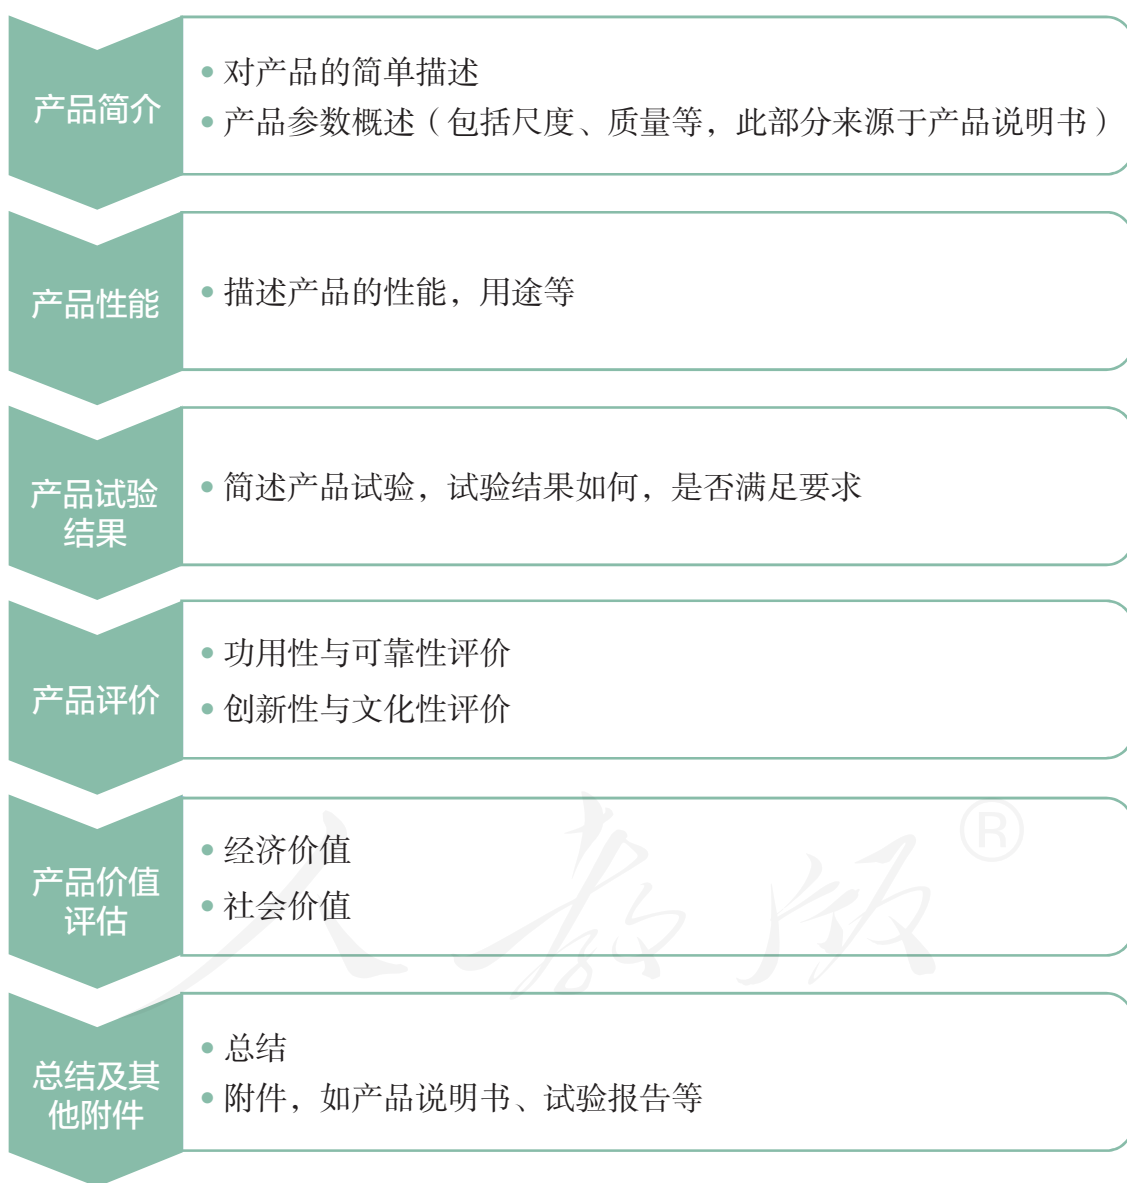 产品简介
• 对产品的简单描述
• 产品参数概述（包括尺度、质量等，此部分来源于产品说明书）
产品性能
• 描述产品的性能，用途等
产品试验
结果
• 简述产品试验，试验结果如何，是否满足要求
产品评价
• 功用性与可靠性评价
• 创新性与文化性评价
产品价值
评估
• 经济价值
• 社会价值
总结及其
他附件
• 总结
• 附件，如产品说明书、试验报告等
人教版®